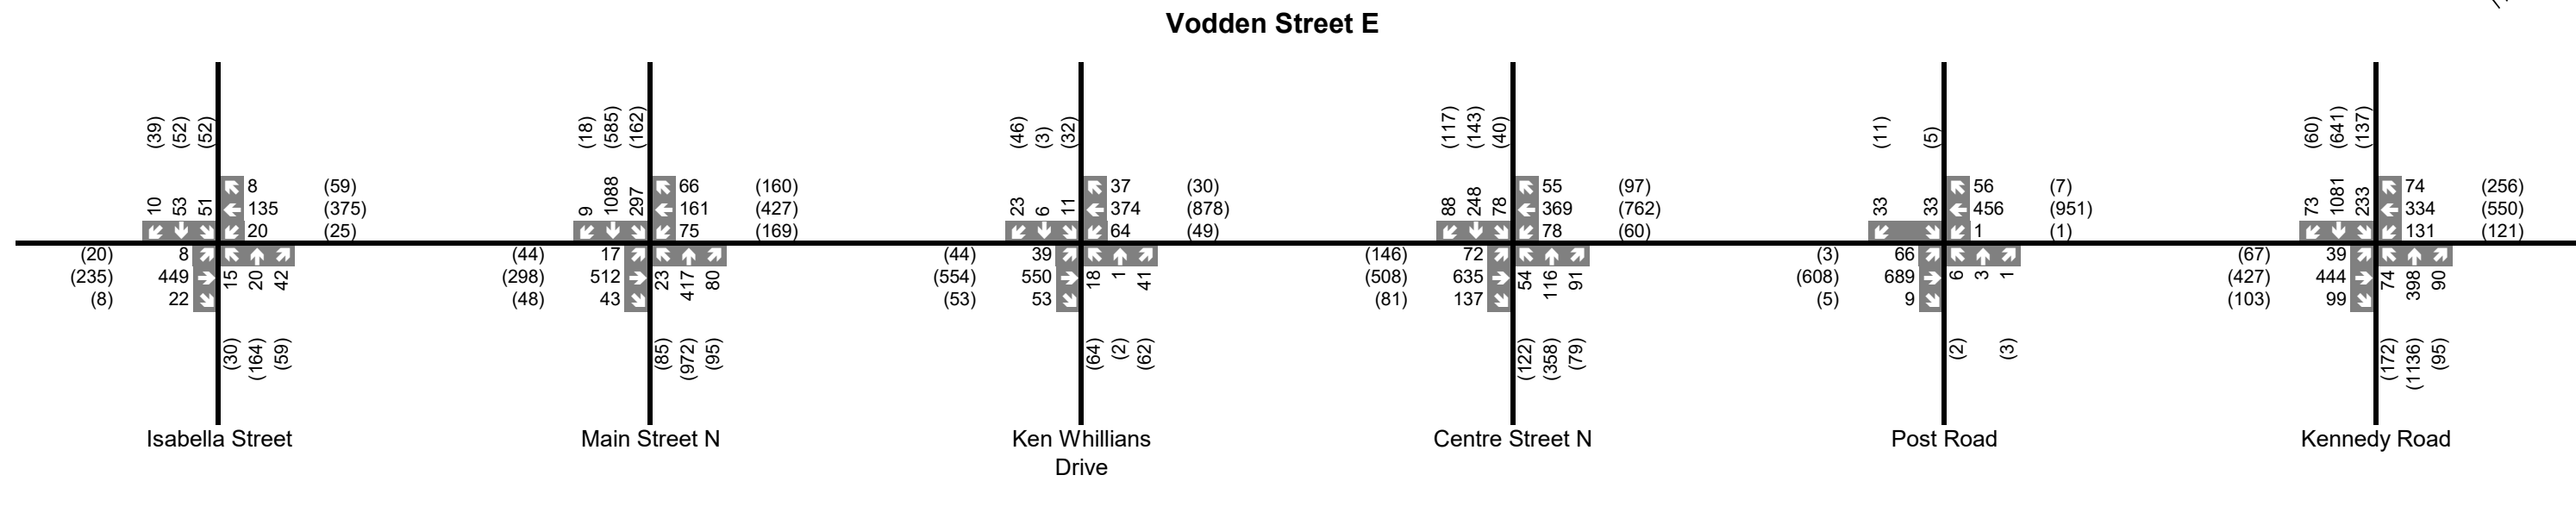 Vodden Street E
(39) (52) (52)
10 53 51
8 (59)
135 (375)
20 (25)
(20) 8
(235) 449
(8) 22
15 20 42
(30) (164) (59)
Isabella Street
(18) (585) (162)
9 1088 297
66 (160)
161 (427)
75 (169)
(44) 17
(298) 512
(48) 43
23 417 80
(85) (972) (95)
Main Street N
(46) (3) (32)
23 6 11
37 (30)
374 (878)
64 (49)
(44) 39
(554) 550
(53) 53
18 1 41
(64) (2) (62)
Ken Whillians
Drive
(117) (143) (40)
88 248 78
55 (97)
369 (762)
78 (60)
(146) 72
(508) 635
(81) 137
54 116 91
(122) (358) (79)
Centre Street N
(11) (5)
33 33
56 (7)
456 (951)
1 (1)
(3) 66
(608) 689
(5) 9
6 3 1
(2) (3)
Post Road
(60) (641) (137)
73 1081 233
74 (256)
334 (550)
131 (121)
(67) 39
(427) 444
(103) 99
74 398 90
(172) (1136) (95)
Kennedy Road